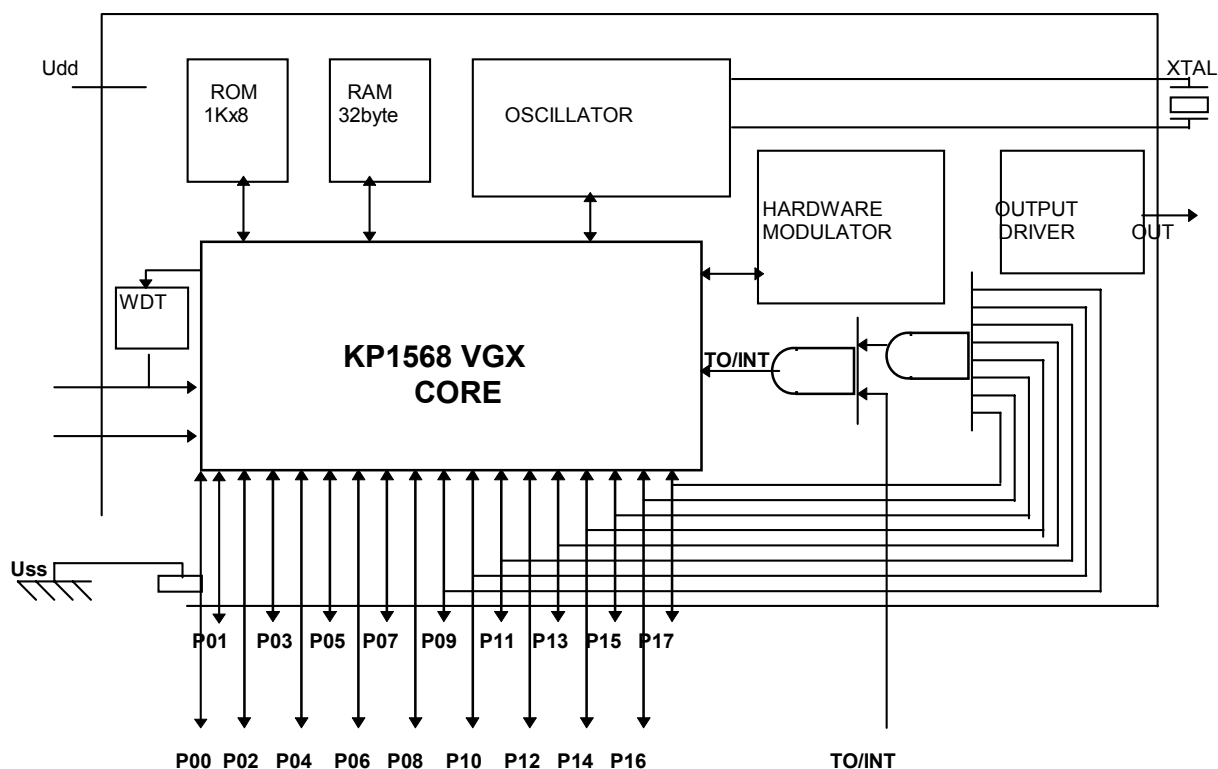 Udd
ROM
1Kx8
RAM
32byte
OSCILLATOR
XTAL
HARDWARE
MODULATOR
OUTPUT
DRIVER
OUT
WDT
KP1568 VGX
CORE
TO/INT
Uss
P01 P03 P05 P07 P09 P11 P13 P15 P17
P00 P02 P04 P06 P08 P10 P12 P14 P16 TO/INT